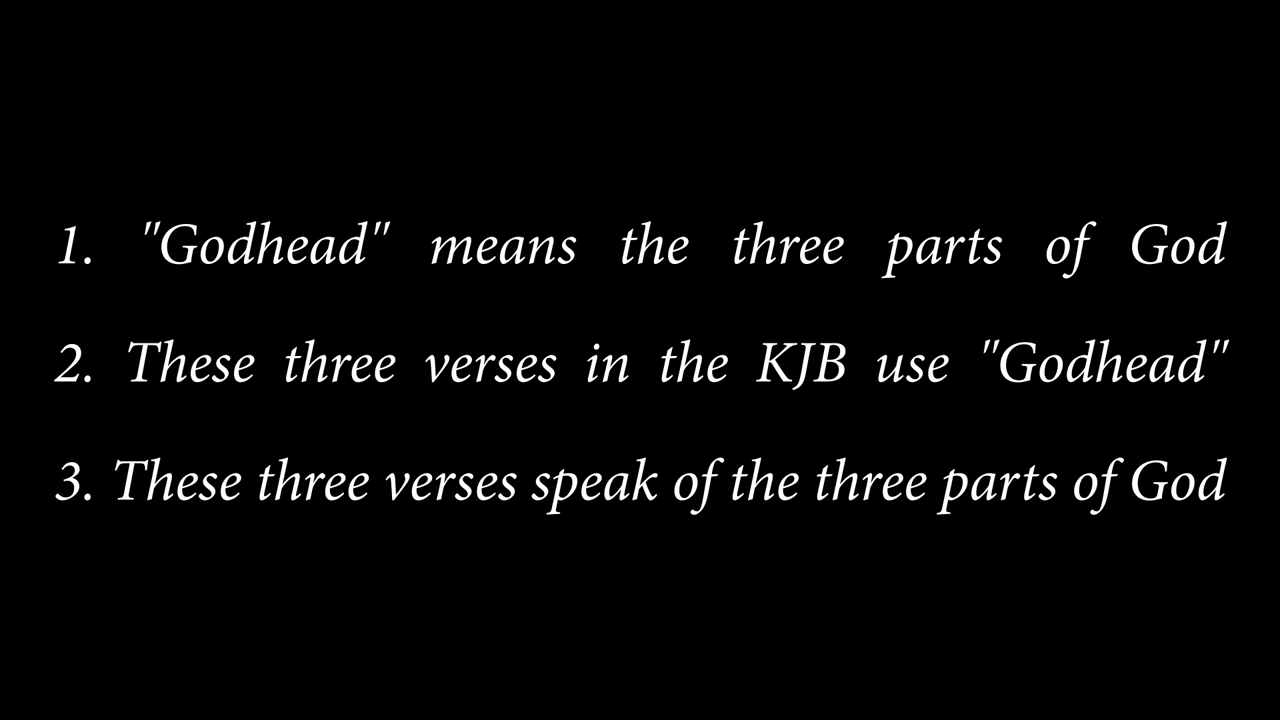 1. "Godhead" means the three parts of God
2. These three verses in the KJB use "Godhead"
3. These three verses speak of the three parts of God